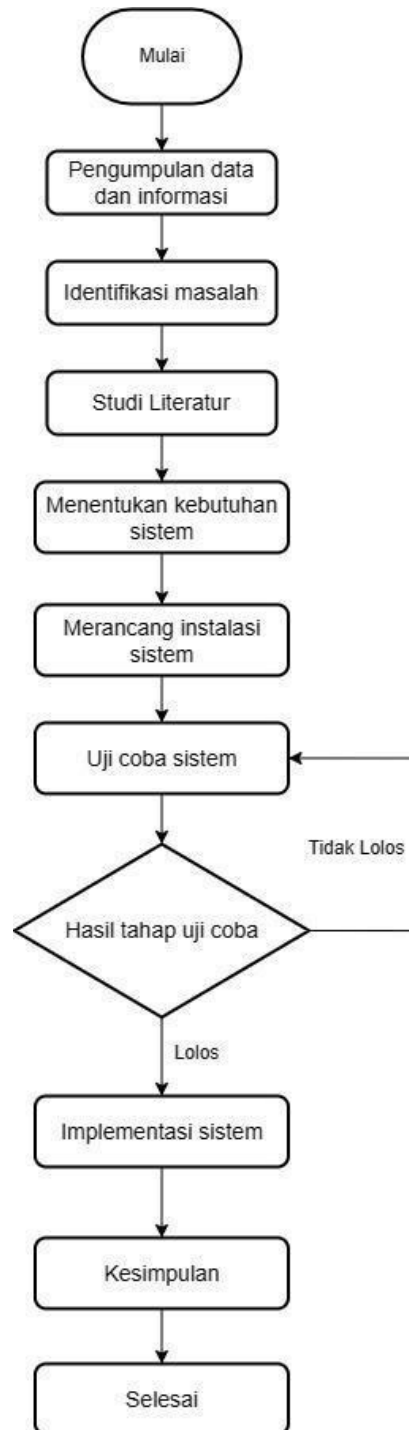 Mulai
Pengumpulan data
dan informasi
Identifikasi masalah
Studi Literatur
Menentukan kebutuhan
sistem
Merancang instalasi
sistem
Uji coba sistem
Tidak Lolos
Hasil tahap uji coba
Lolos
Implementasi sistem
Kesimpulan
Selesai